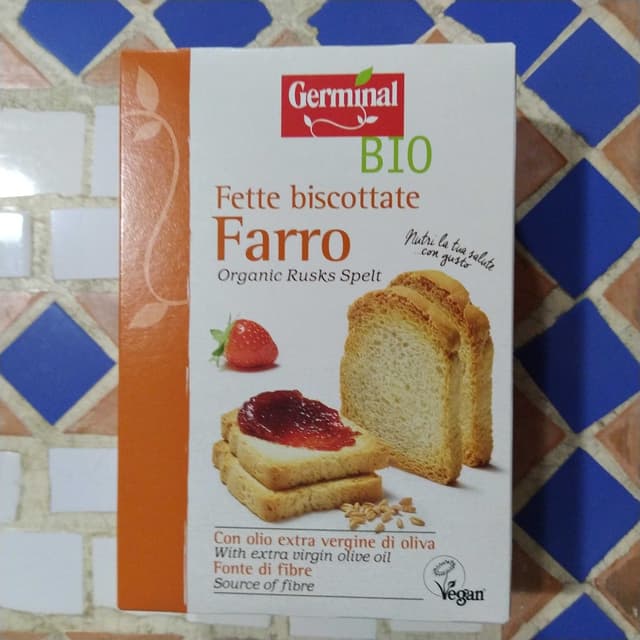 Germinal
BIO
Fette biscottate
Farro
Organic Rusks Spelt
Nutri la tua salute
...con gusto
Con olio extra vergine di oliva
With extra virgin olive oil
Fonte di fibre
Source of fibre
Vegan